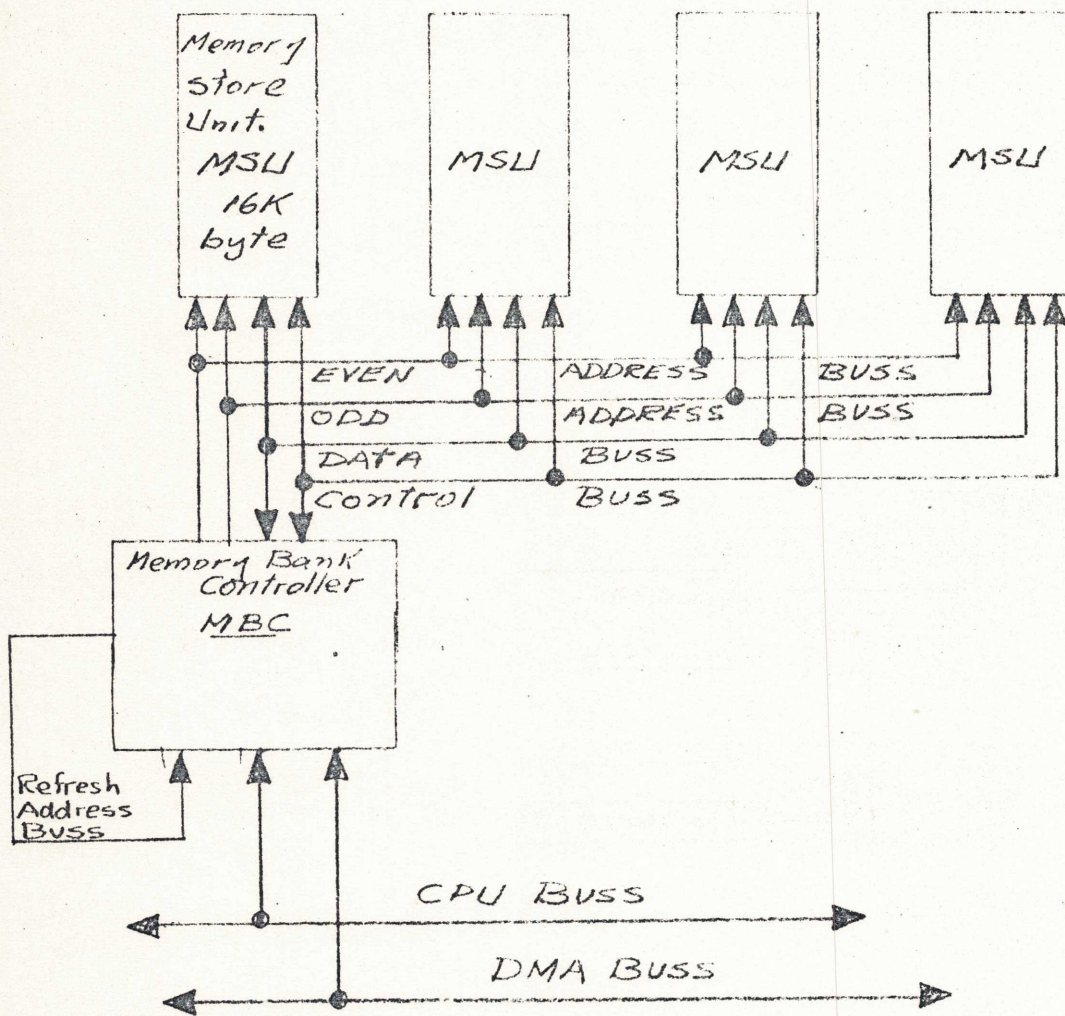 Memory
Store
Unit.
MSU
16K
byte
MSU
MSU
MSU
EVEN ADDRESS BUSS
ODD ADDRESS BUSS
DATA BUSS
Control BUSS
Memory Bank
Controller
MBC
Refresh
Address
Buss
CPU Buss
DMA Buss